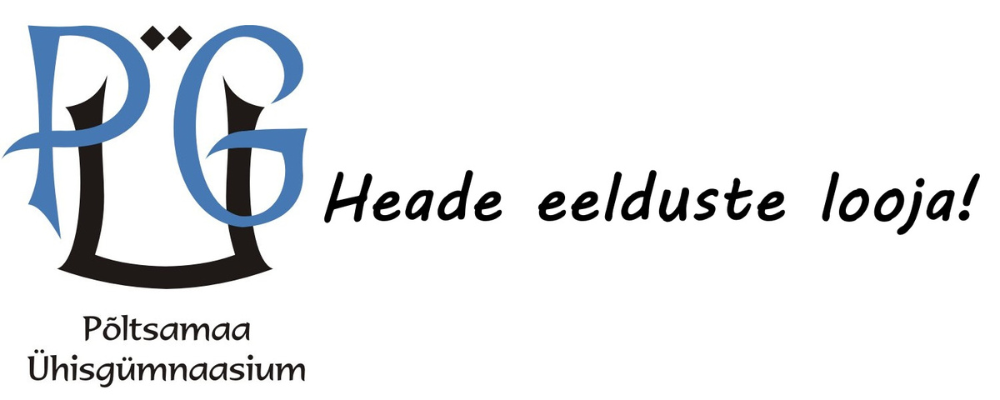 PÜG
Heade eelduste looja!
Põltsamaa
Ühisgümnaasium